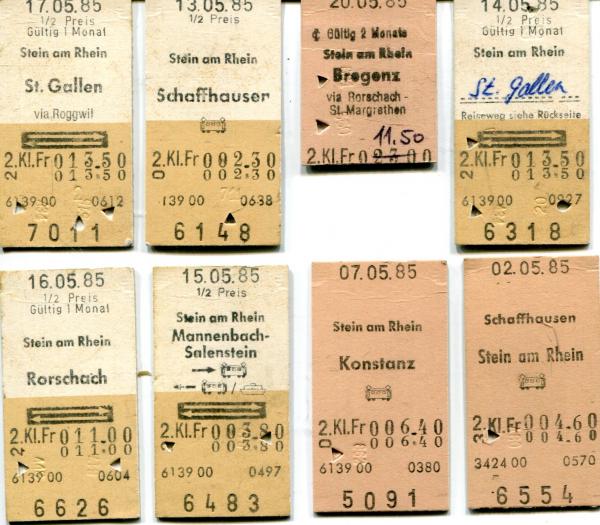 17.05.85
1/2 Preis
Gültig 1 Monat
Stein am Rhein
St. Gallen
via Roggwil
2.Kl.Fr 013.50
2 013.50
6139 00 0612
7011
13.05.85
1/2 Preis
Stein am Rhein
Schaffhausen
2.Kl.Fr 002.30
0 002.30
139 00 0638
6148
20.05.85
¢ Gültig 2 Monate
Stein am Rhein
Bregenz
via Rorschach-
St.Margrethen
11.50
2.Kl.Fr 023.00
14.05.85
1/2 Preis
Gültig 1 Monat
Stein am Rhein
St. Gallen
Reiseweg siehe Rückseite
2.Kl.Fr 013.50
2 013.50
6139 00 0927
6318
16.05.85
1/2 Preis
Gültig 1 Monat
Stein am Rhein
Rorschach
2.Kl.Fr 011.00
2 011.00
6139 00 0604
6626
15.05.85
1/2 Preis
Stein am Rhein
Mannenbach-
Salenstein
2.Kl.Fr 003.80
2 003.80
6139 00 0497
6483
07.05.85
Stein am Rhein
Konstanz
2.Kl.Fr 006.40
0 006.40
6139 00 0380
5091
02.05.85
Schaffhausen
Stein am Rhein
2.Kl.Fr 004.60
3 004.60
3424 00 0570
6554